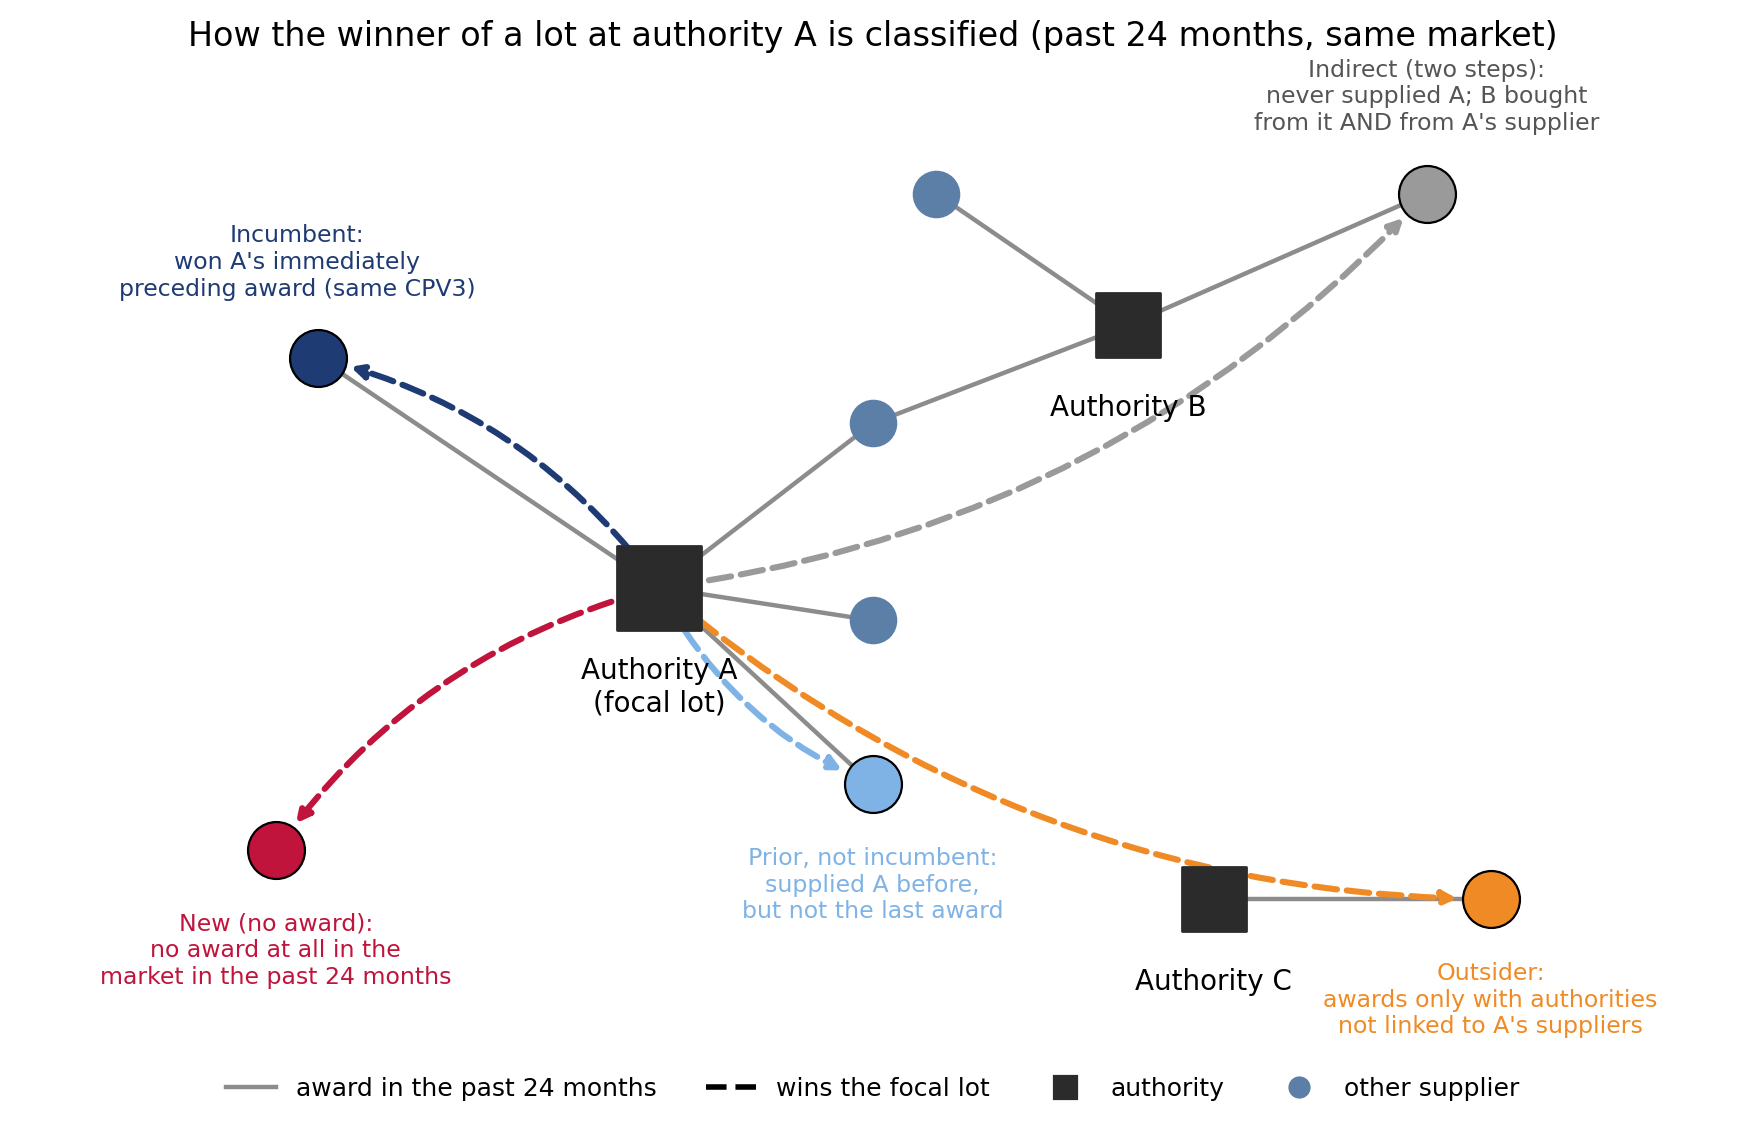 How the winner of a lot at authority A is classified (past 24 months, same market)
Indirect (two steps):
never supplied A; B bought
from it AND from A's supplier
Incumbent:
won A's immediately
preceding award (same CPV3)
Authority B
Authority A
(focal lot)
Prior, not incumbent:
supplied A before,
but not the last award
New (no award):
no award at all in the
market in the past 24 months
Authority C
Outsider:
awards only with authorities
not linked to A's suppliers
award in the past 24 months
wins the focal lot
authority
other supplier